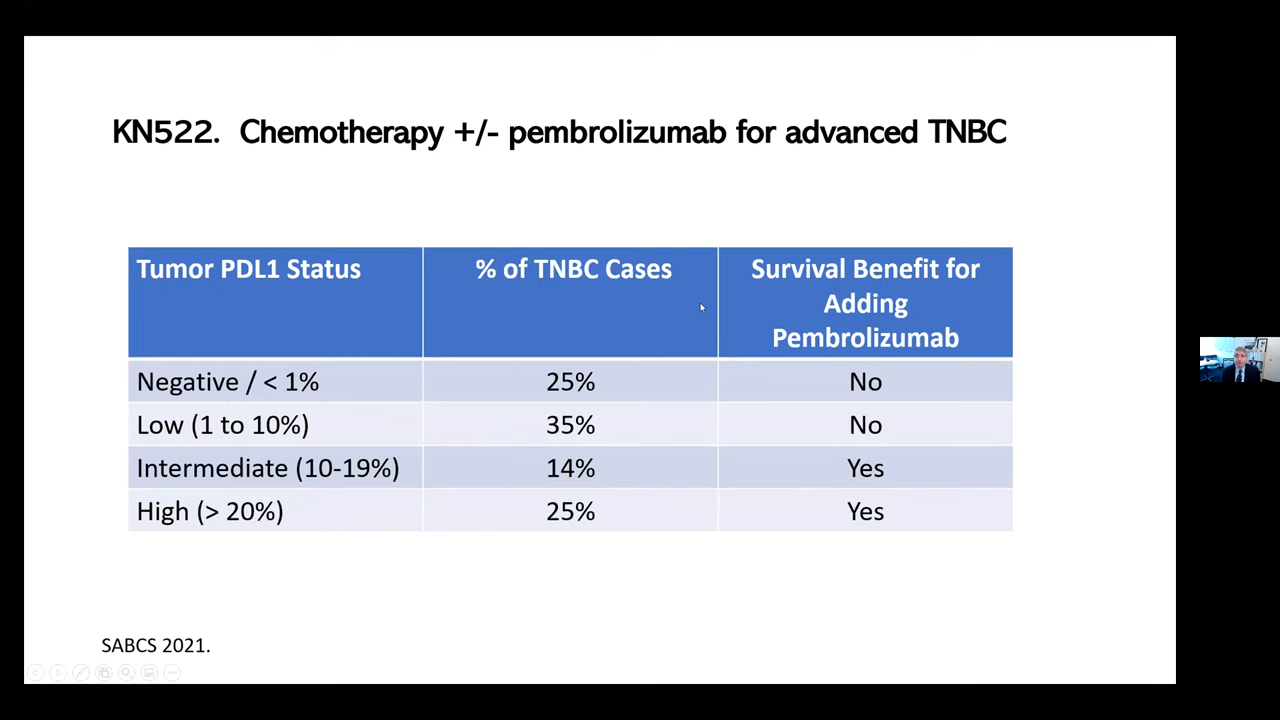 KN522. Chemotherapy +/- pembrolizumab for advanced TNBC
Tumor PDL1 Status
% of TNBC Cases
Survival Benefit for
Adding
Pembrolizumab
Negative / < 1%
25%
No
Low (1 to 10%)
35%
No
Intermediate (10-19%)
14%
Yes
High (> 20%)
25%
Yes
SABCS 2021.